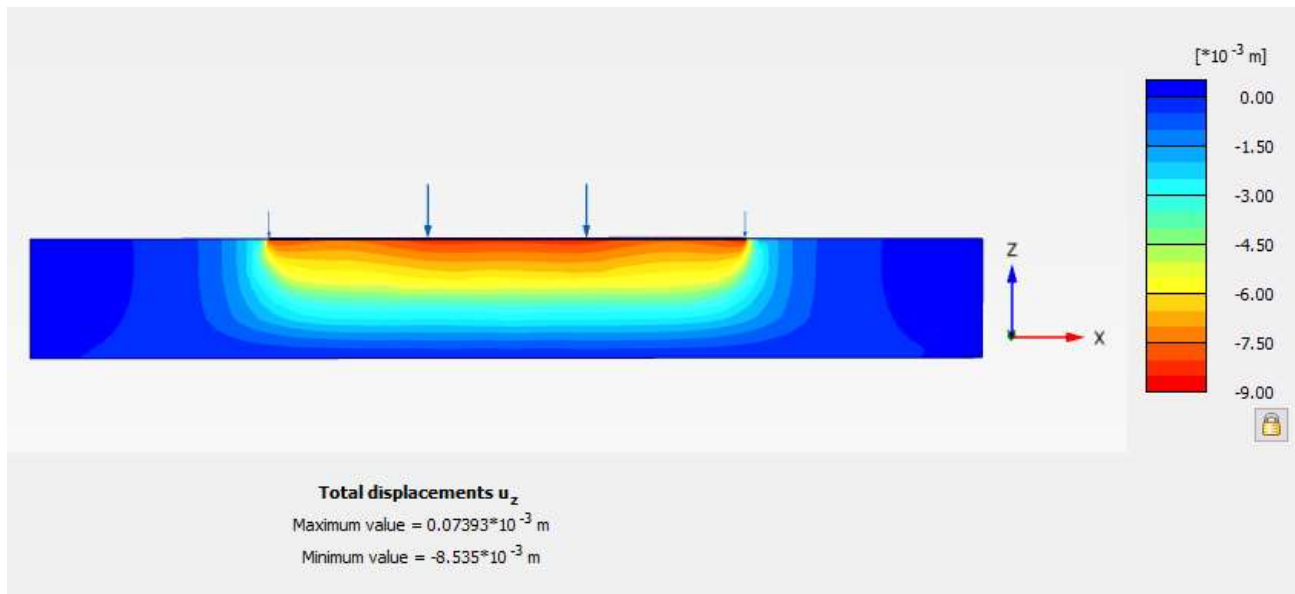 [*10 -3 m]
0.00
-1.50
-3.00
-4.50
-6.00
-7.50
-9.00
Z
X
Total displacements uz
Maximum value = 0.07393*10 -3 m
Minimum value = -8.535*10 -3 m